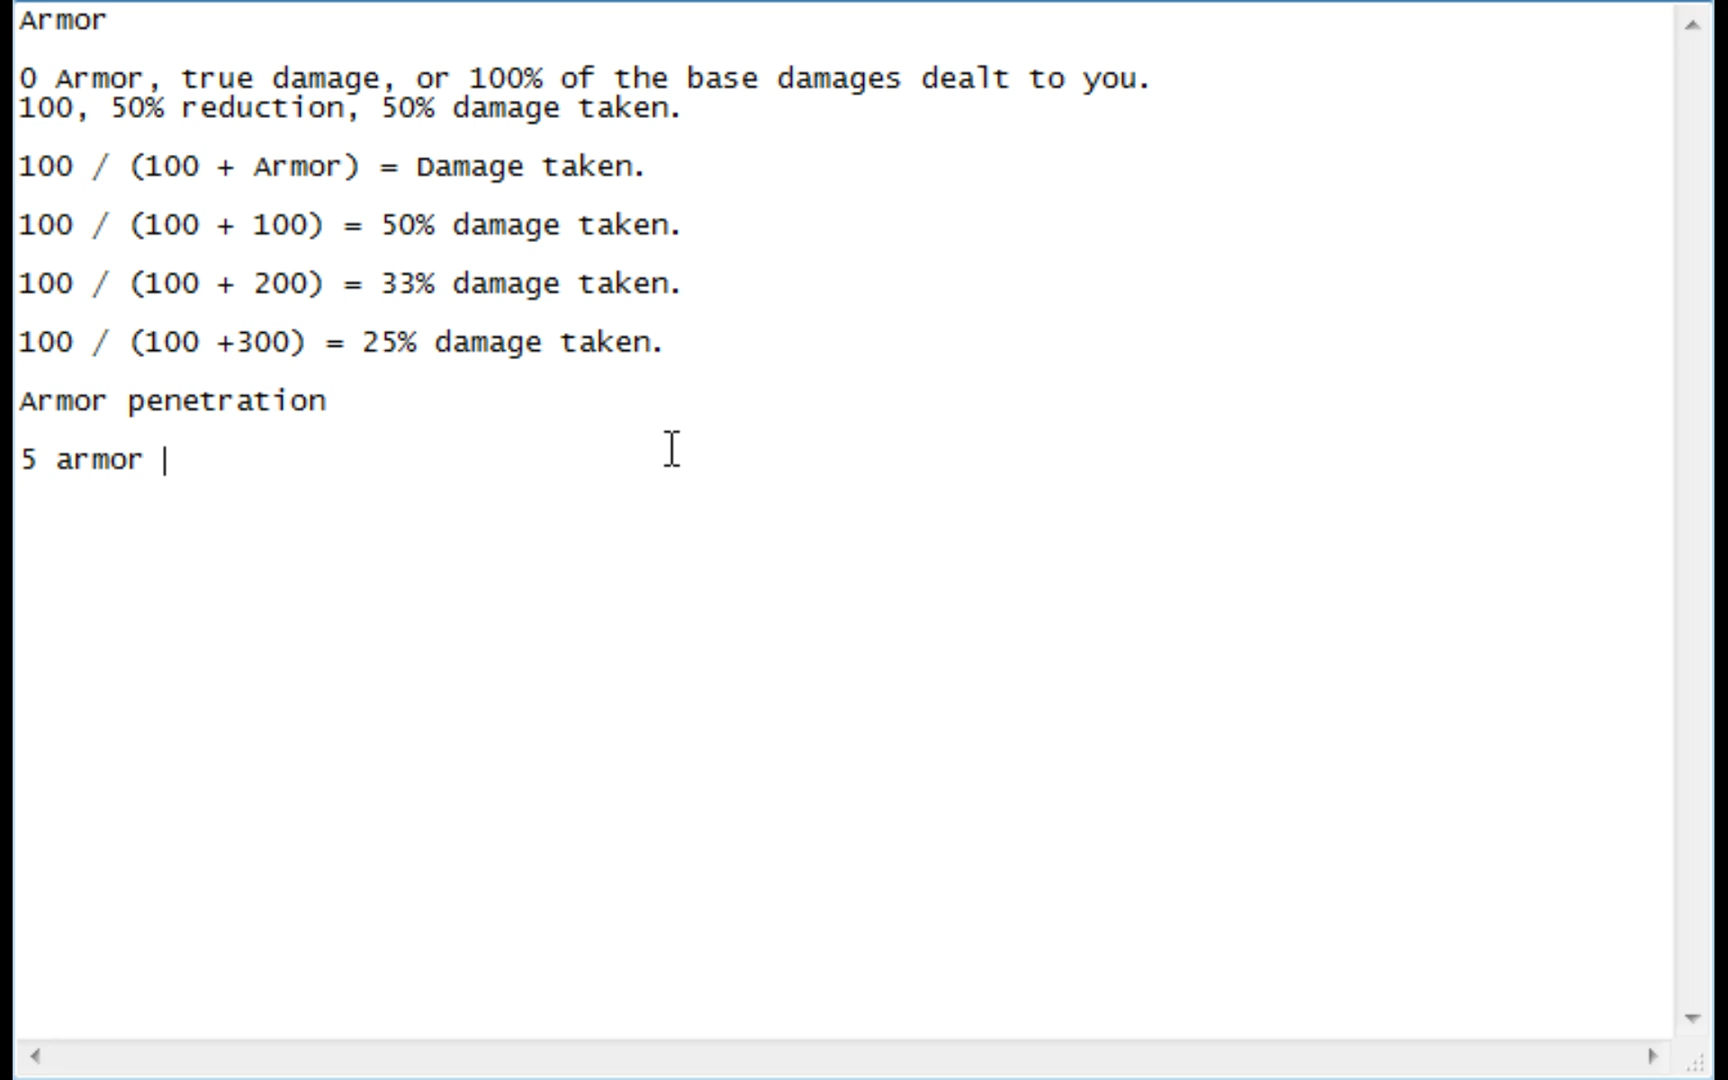 Armor
0 Armor, true damage, or 100% of the base damages dealt to you.
100, 50% reduction, 50% damage taken.
100 / (100 + Armor) = Damage taken.
100 / (100 + 100) = 50% damage taken.
100 / (100 + 200) = 33% damage taken.
100 / (100 +300) = 25% damage taken.
Armor penetration
5 armor